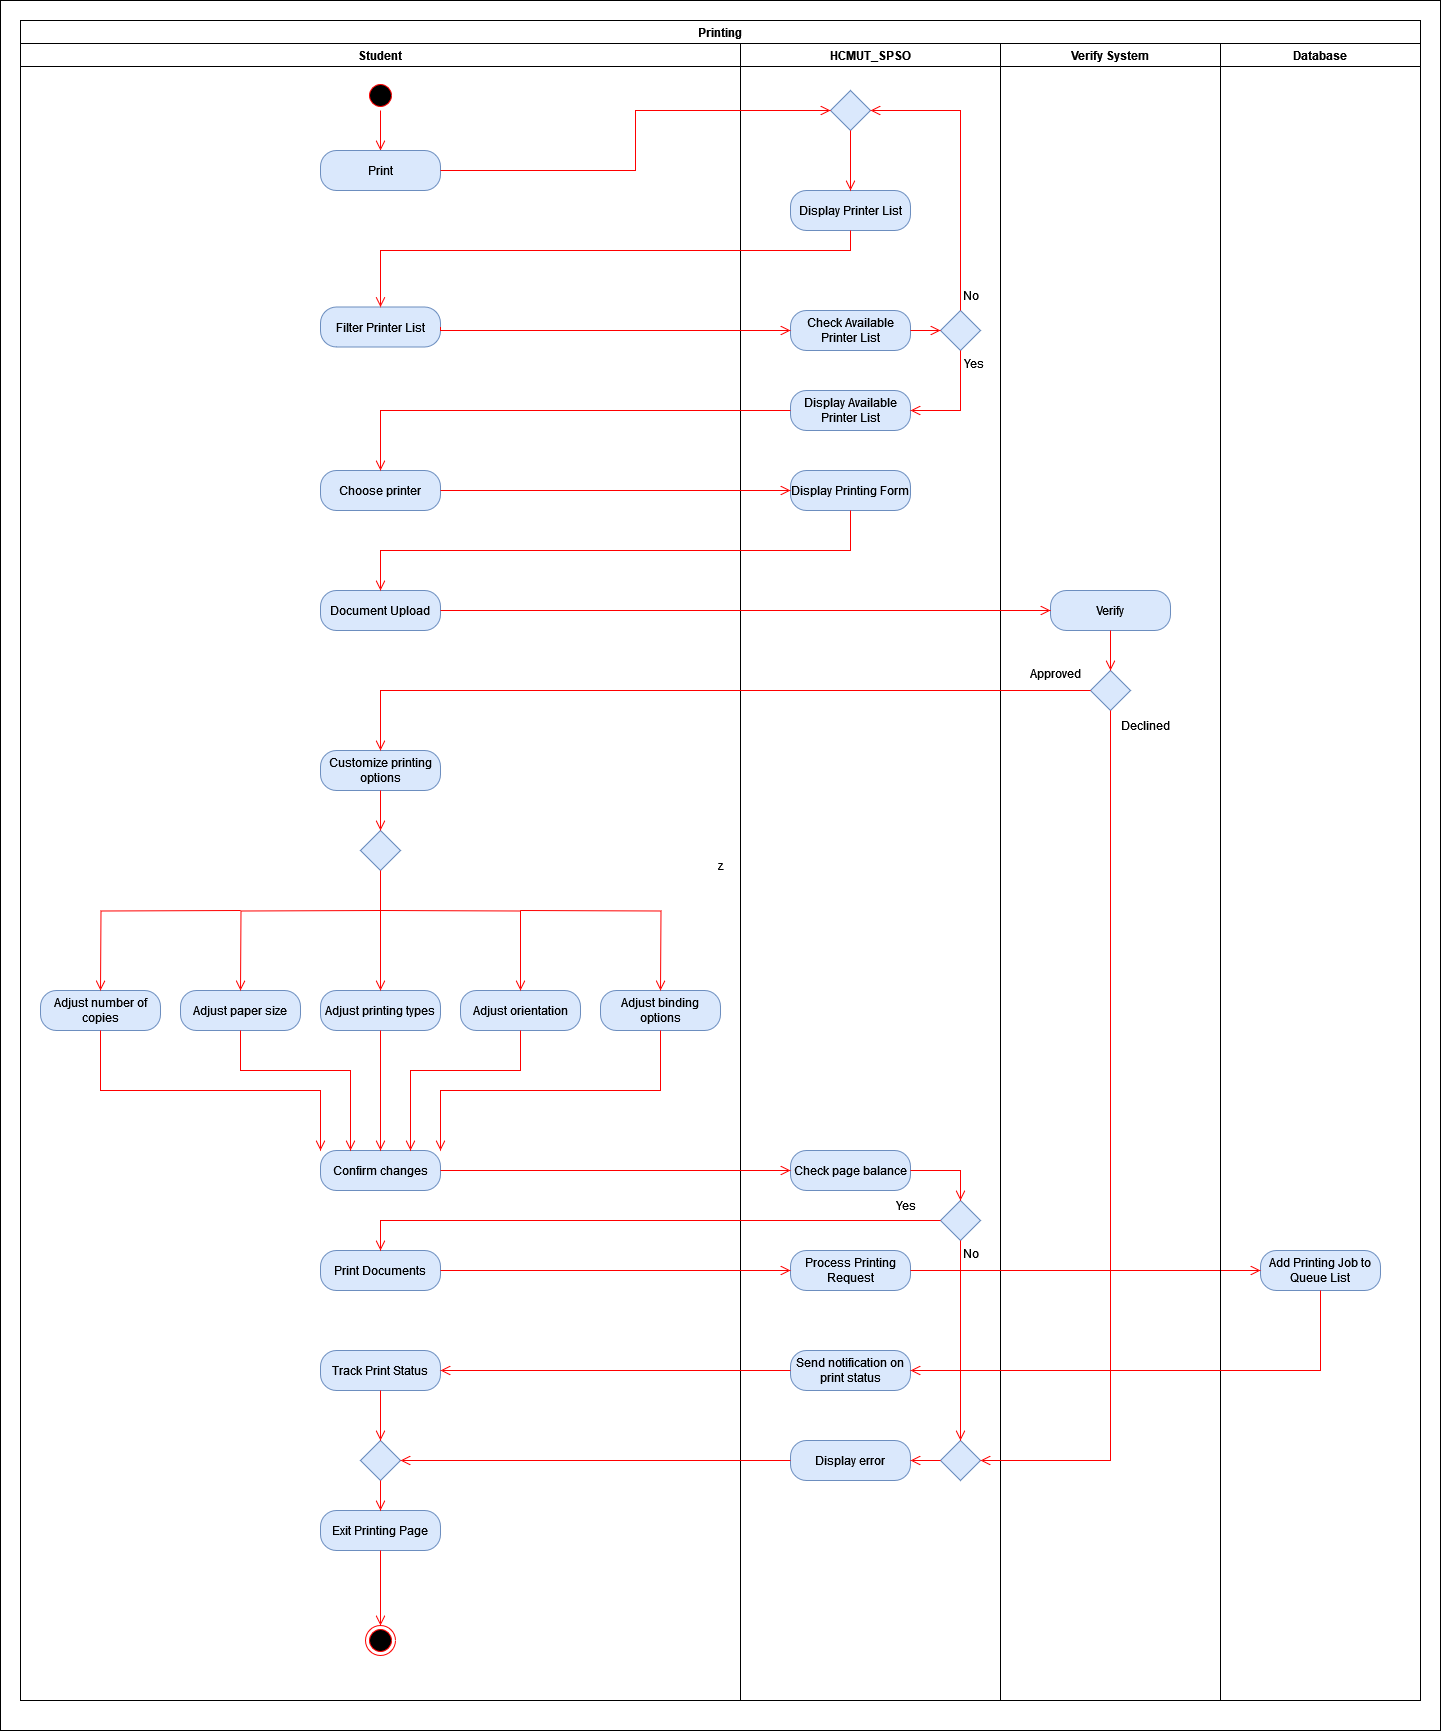 Printing
Student
HCMUT_SPSO
Verify System
Database
Print
Display Printer List
No
Filter Printer List
Check Available
Printer List
Yes
Display Available
Printer List
Choose printer
Display Printing Form
Document Upload
Verify
Approved
Declined
Customize printing
options
z
Adjust number of
copies
Adjust paper size
Adjust printing types
Adjust orientation
Adjust binding
options
Confirm changes
Check page balance
Yes
No
Print Documents
Process Printing
Request
Add Printing Job to
Queue List
Track Print Status
Send notification on
print status
Display error
Exit Printing Page